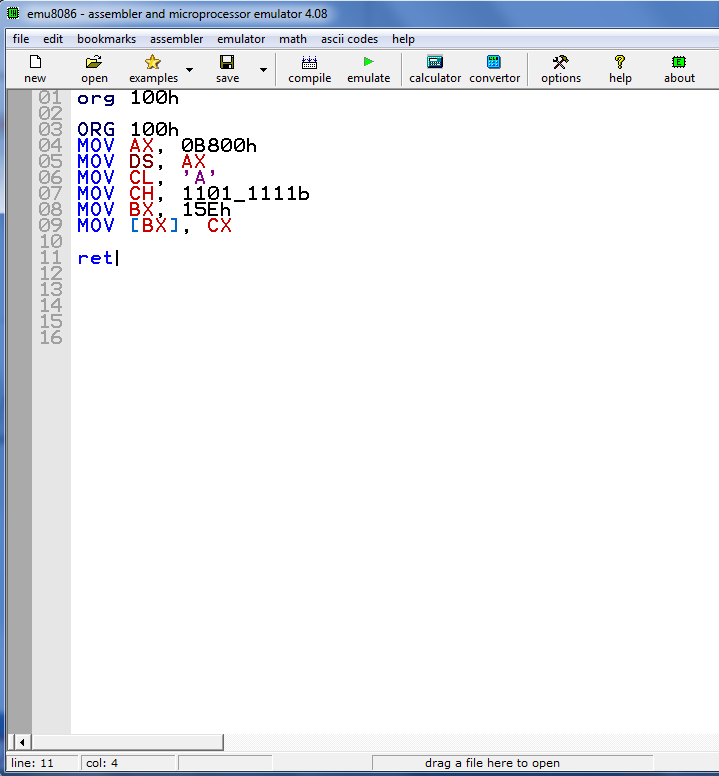 emu8086 - assembler and microprocessor emulator 4.08
file edit bookmarks assembler emulator math ascii codes help
new open examples save compile emulate calculator convertor options help about
01 org 100h
02
03 ORG 100h
04 MOV AX, 0B800h
05 MOV DS, AX
06 MOV CL, 'A'
07 MOV CH, 1101_1111b
08 MOV BX, 15Eh
09 MOV [BX], CX
10
11 ret
12
13
14
15
16
line: 11 col: 4 drag a file here to open